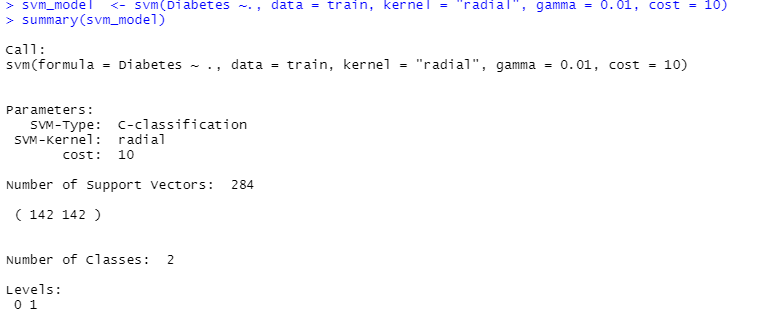 > svm_model  <- svm(Diabetes ~., data = train, kernel = "radial", gamma = 0.01, cost = 10)
> summary(svm_model)
Call:
svm(formula = Diabetes ~ ., data = train, kernel = "radial", gamma = 0.01, cost = 10)
Parameters:
SVM-Type:  C-classification
SVM-Kernel:  radial
cost:  10
Number of Support Vectors:  284
( 142 142 )
Number of Classes:  2
Levels:
0 1